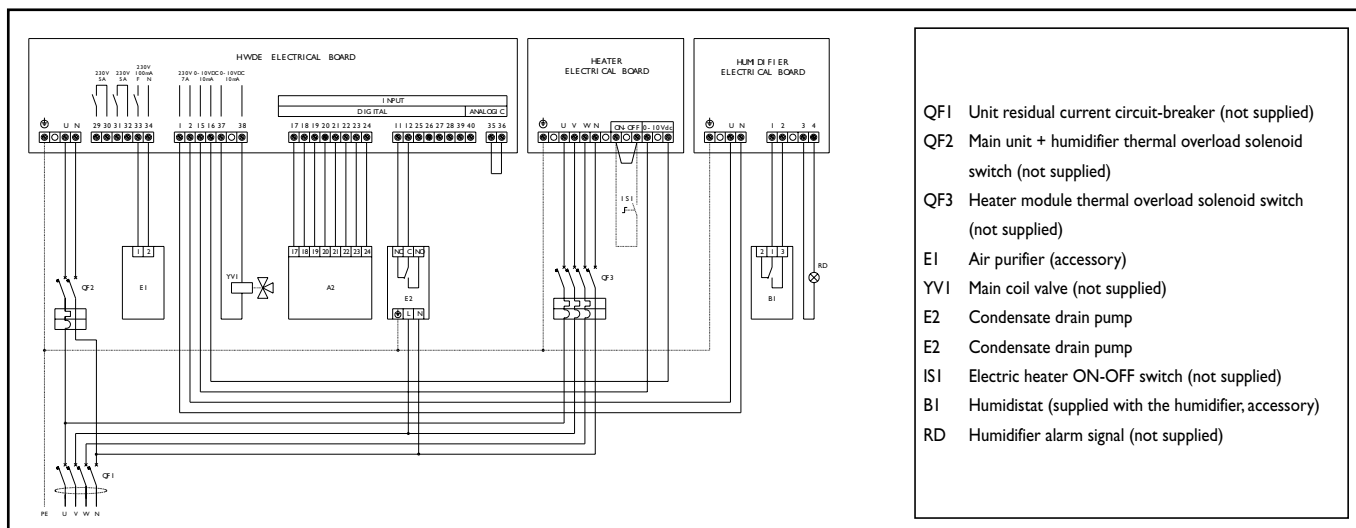 HWDE ELECTRICAL BOARD
HEATER
ELECTRICAL BOARD
HUMIDIFIER
ELECTRICAL BOARD
230V
5A
230V
5A
230V
100mA
F N
230V
7A
0-10VDC
10mA
0-10VDC
10mA
INPUT
DIGITAL
ANALOGIC
U N 29 30 31 32 33 34
1 2 15 16 37 38
17 18 19 20 21 22 23 24
11 12 25 26 27 28 39 40
35 36
U V W N ON-OFF 0-10Vdc
U N 1 2 3 4
IS1
1 2
17 18 19 20 21 22 23 24
NC C NO
2 1 3
QF2
E1
YV1
A2
E2
L N
QF3
B1
RD
QF1
PE U V W N
QF1 Unit residual current circuit-breaker (not supplied)
QF2 Main unit + humidifier thermal overload solenoid
switch (not supplied)
QF3 Heater module thermal overload solenoid switch
(not supplied)
E1 Air purifier (accessory)
YV1 Main coil valve (not supplied)
E2 Condensate drain pump
E2 Condensate drain pump
IS1 Electric heater ON-OFF switch (not supplied)
B1 Humidistat (supplied with the humidifier, accessory)
RD Humidifier alarm signal (not supplied)